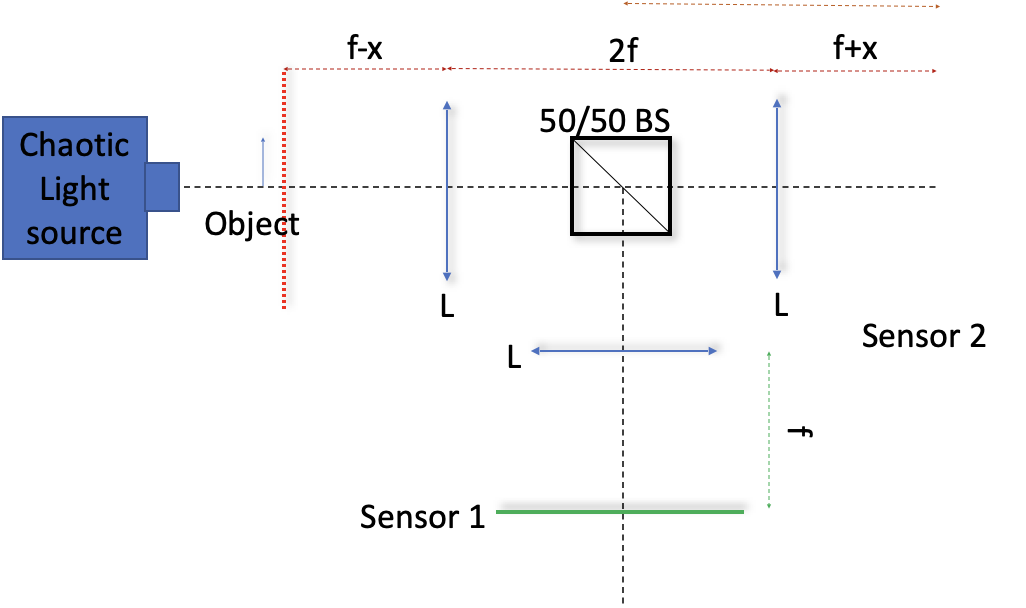 f-x
2f
f+x
50/50 BS
Chaotic
Light
source
Object
L
L
L
Sensor 2
f
Sensor 1